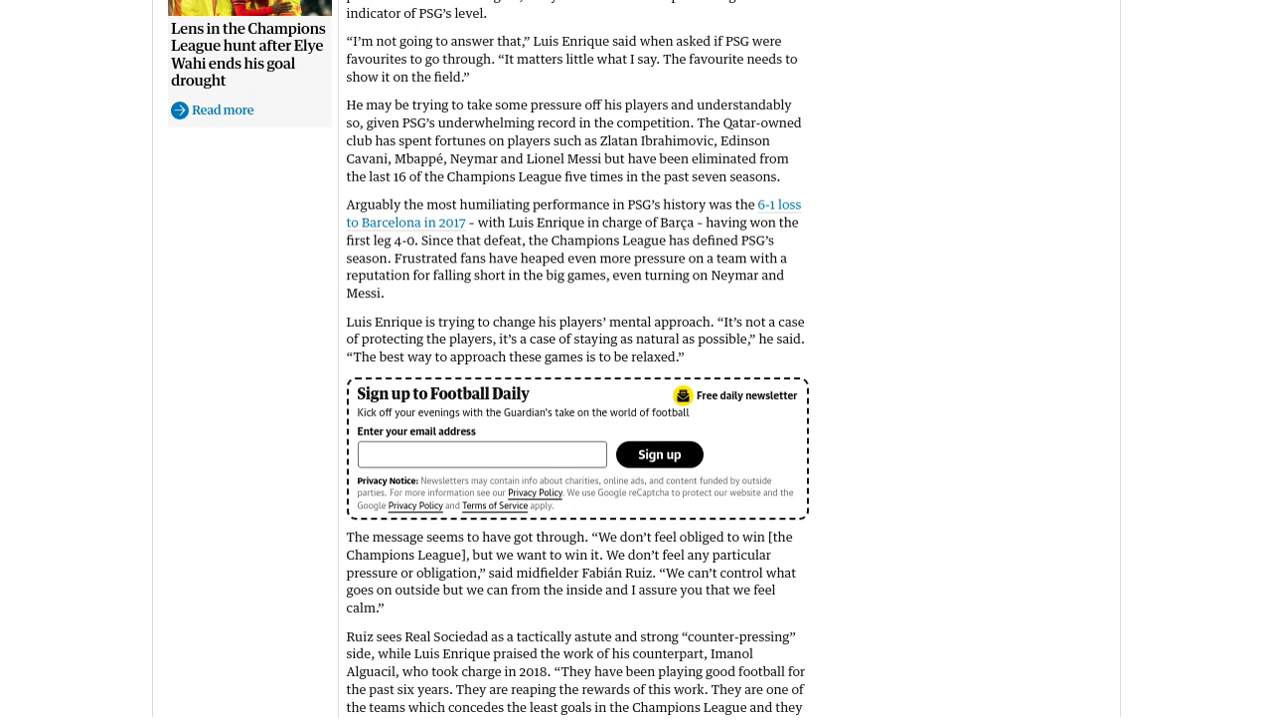 Lens in the Champions
League hunt after Elye
Wahi ends his goal
drought
Read more
indicator of PSG’s level.
“I’m not going to answer that,” Luis Enrique said when asked if PSG were
favourites to go through. “It matters little what I say. The favourite needs to
show it on the field.”
He may be trying to take some pressure off his players and understandably
so, given PSG’s underwhelming record in the competition. The Qatar-owned
club has spent fortunes on players such as Zlatan Ibrahimovic, Edinson
Cavani, Mbappé, Neymar and Lionel Messi but have been eliminated from
the last 16 of the Champions League five times in the past seven seasons.
Arguably the most humiliating performance in PSG’s history was the 6-1 loss
to Barcelona in 2017 – with Luis Enrique in charge of Barça – having won the
first leg 4-0. Since that defeat, the Champions League has defined PSG’s
season. Frustrated fans have heaped even more pressure on a team with a
reputation for falling short in the big games, even turning on Neymar and
Messi.
Luis Enrique is trying to change his players’ mental approach. “It’s not a case
of protecting the players, it’s a case of staying as natural as possible,” he said.
“The best way to approach these games is to be relaxed.”
Sign up to Football Daily
Free daily newsletter
Kick off your evenings with the Guardian's take on the world of football
Enter your email address
Sign up
Privacy Notice: Newsletters may contain info about charities, online ads, and content funded by outside
parties. For more information see our Privacy Policy. We use Google reCaptcha to protect our website and the
Google Privacy Policy and Terms of Service apply.
The message seems to have got through. “We don’t feel obliged to win [the
Champions League], but we want to win it. We don’t feel any particular
pressure or obligation,” said midfielder Fabián Ruiz. “We can’t control what
goes on outside but we can from the inside and I assure you that we feel
calm.”
Ruiz sees Real Sociedad as a tactically astute and strong “counter-pressing”
side, while Luis Enrique praised the work of his counterpart, Imanol
Alguacil, who took charge in 2018. “They have been playing good football for
the past six years. They are reaping the rewards of this work. They are one of
the teams which concedes the least goals in the Champions League and they